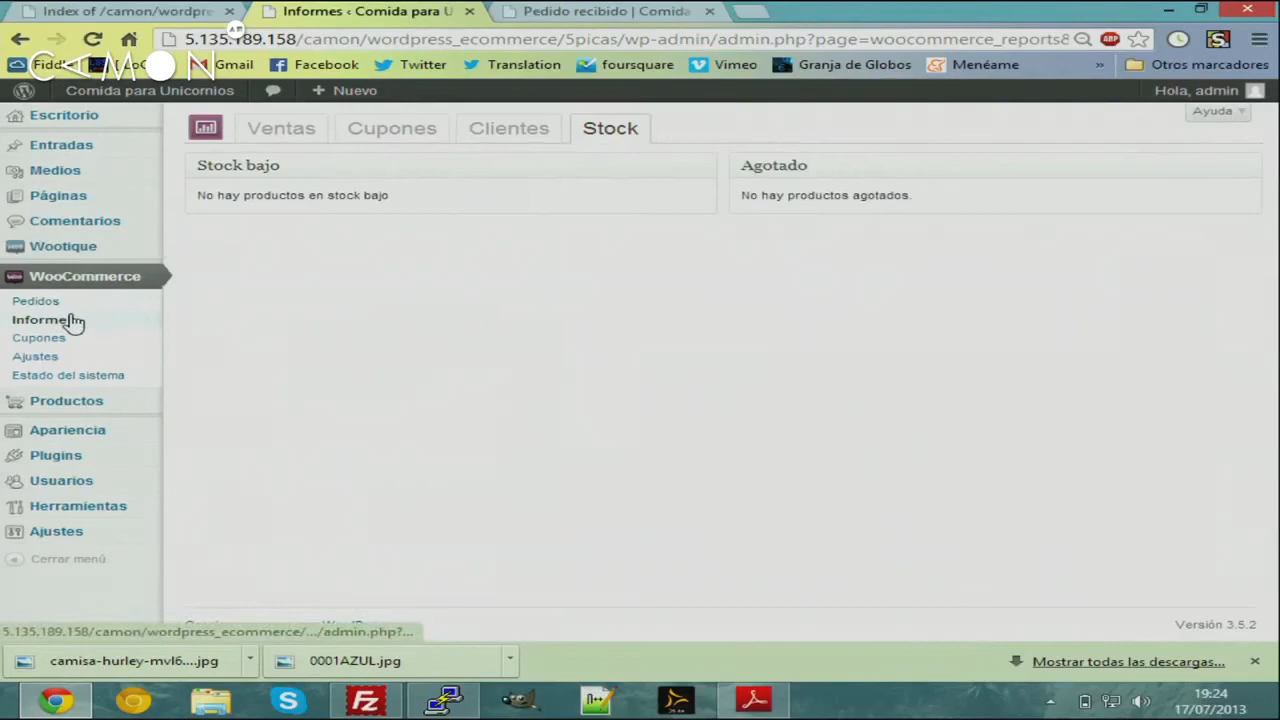 Index of /camon/wordpre
Informes ‹ Comida para U
Pedido recibido | Comida
5.135.189.158/camon/wordpress_ecommerce/5picas/wp-admin/admin.php?page=woocommerce_reports&
CAMON
Gmail
Facebook
Twitter
Translation
foursquare
Vimeo
Granja de Globos
Menéame
»
Otros marcadores
Comida para Unicornios
+ Nuevo
Hola, admin
Ayuda
Escritorio
Entradas
Medios
Páginas
Comentarios
Wootique
WooCommerce
Pedidos
Informe
Cupones
Ajustes
Estado del sistema
Productos
Apariencia
Plugins
Usuarios
Herramientas
Ajustes
Cerrar menú
Ventas
Cupones
Clientes
Stock
Stock bajo
No hay productos en stock bajo
Agotado
No hay productos agotados.
Versión 3.5.2
5.135.189.158/camon/wordpress_ecommerce/.../admin.php?...
camisa-hurley-mvl6....jpg
0001AZUL.jpg
Mostrar todas las descargas...
19:24
17/07/2013